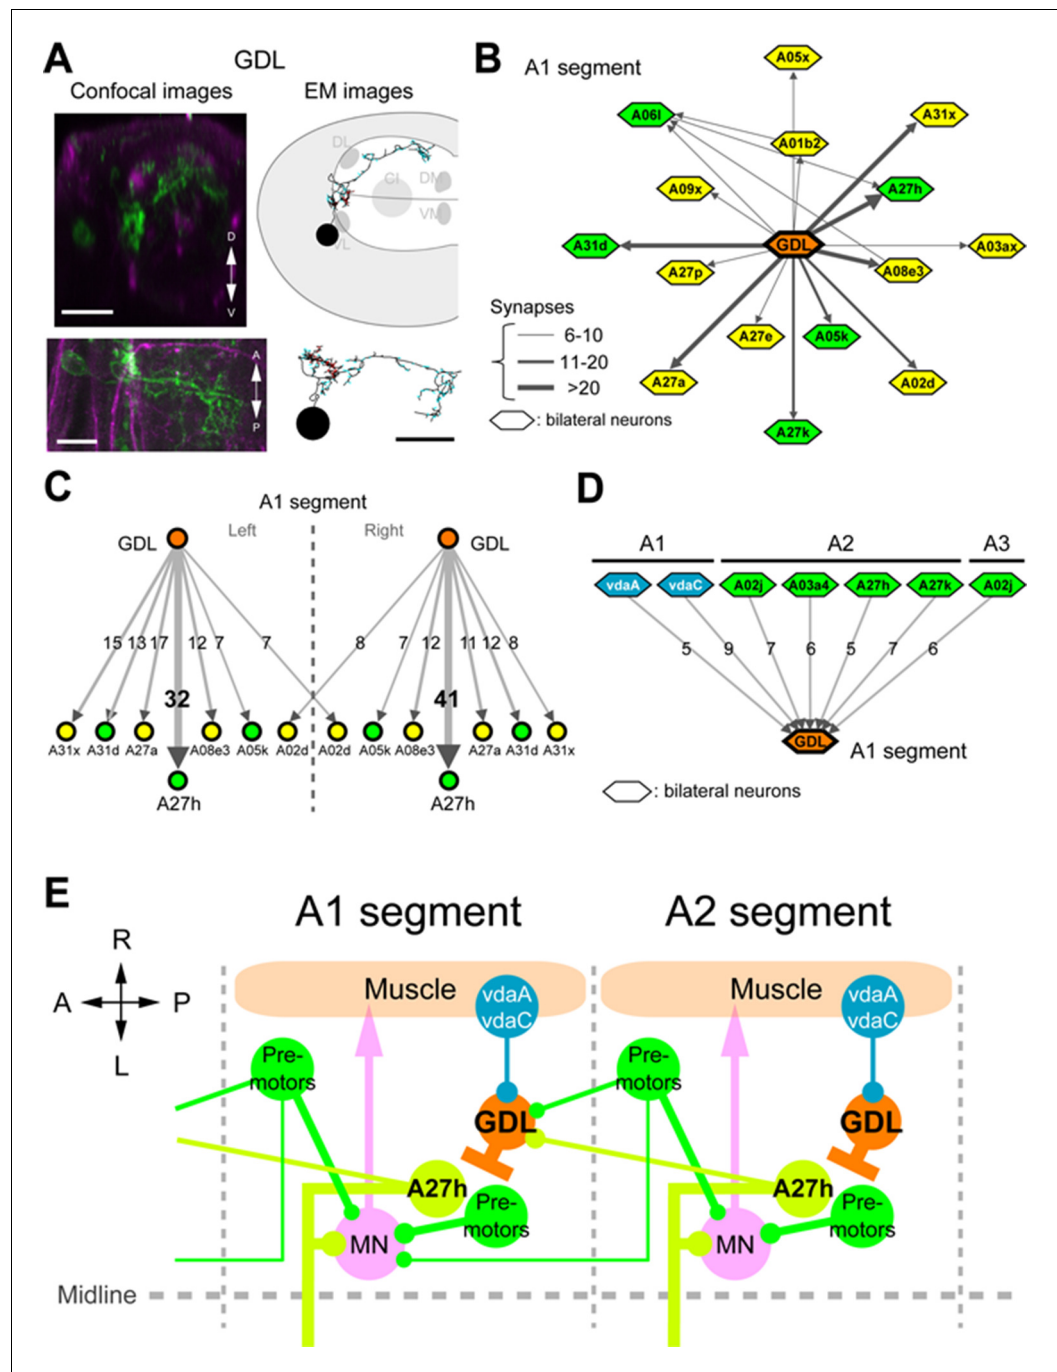 A
GDL
Confocal images
EM images
D
V
A
P
DL
CI
DM
VM
VL
B
A1 segment
A05x
A06l
A31x
A01b2
A09x
A27h
A31d
GDL
A03ax
A27p
A08e3
Synapses
6-10
11-20
>20
A27e
A05k
A27a
A02d
: bilateral neurons
A27k
C
A1 segment
Left
Right
GDL
GDL
15
13
17
12
7
7
8
7
12
11
12
8
32
41
A31x
A31d
A27a
A08e3
A05k
A02d
A02d
A05k
A08e3
A27a
A31d
A31x
A27h
A27h
D
A1
A2
A3
vdaA
vdaC
A02j
A03a4
A27h
A27k
A02j
5
9
7
6
5
7
6
GDL
A1 segment
: bilateral neurons
E
A1 segment
A2 segment
R
A
P
L
Muscle
vdaA
vdaC
Muscle
vdaA
vdaC
Pre-
motors
Pre-
motors
GDL
GDL
A27h
A27h
Pre-
motors
Pre-
motors
MN
MN
Midline